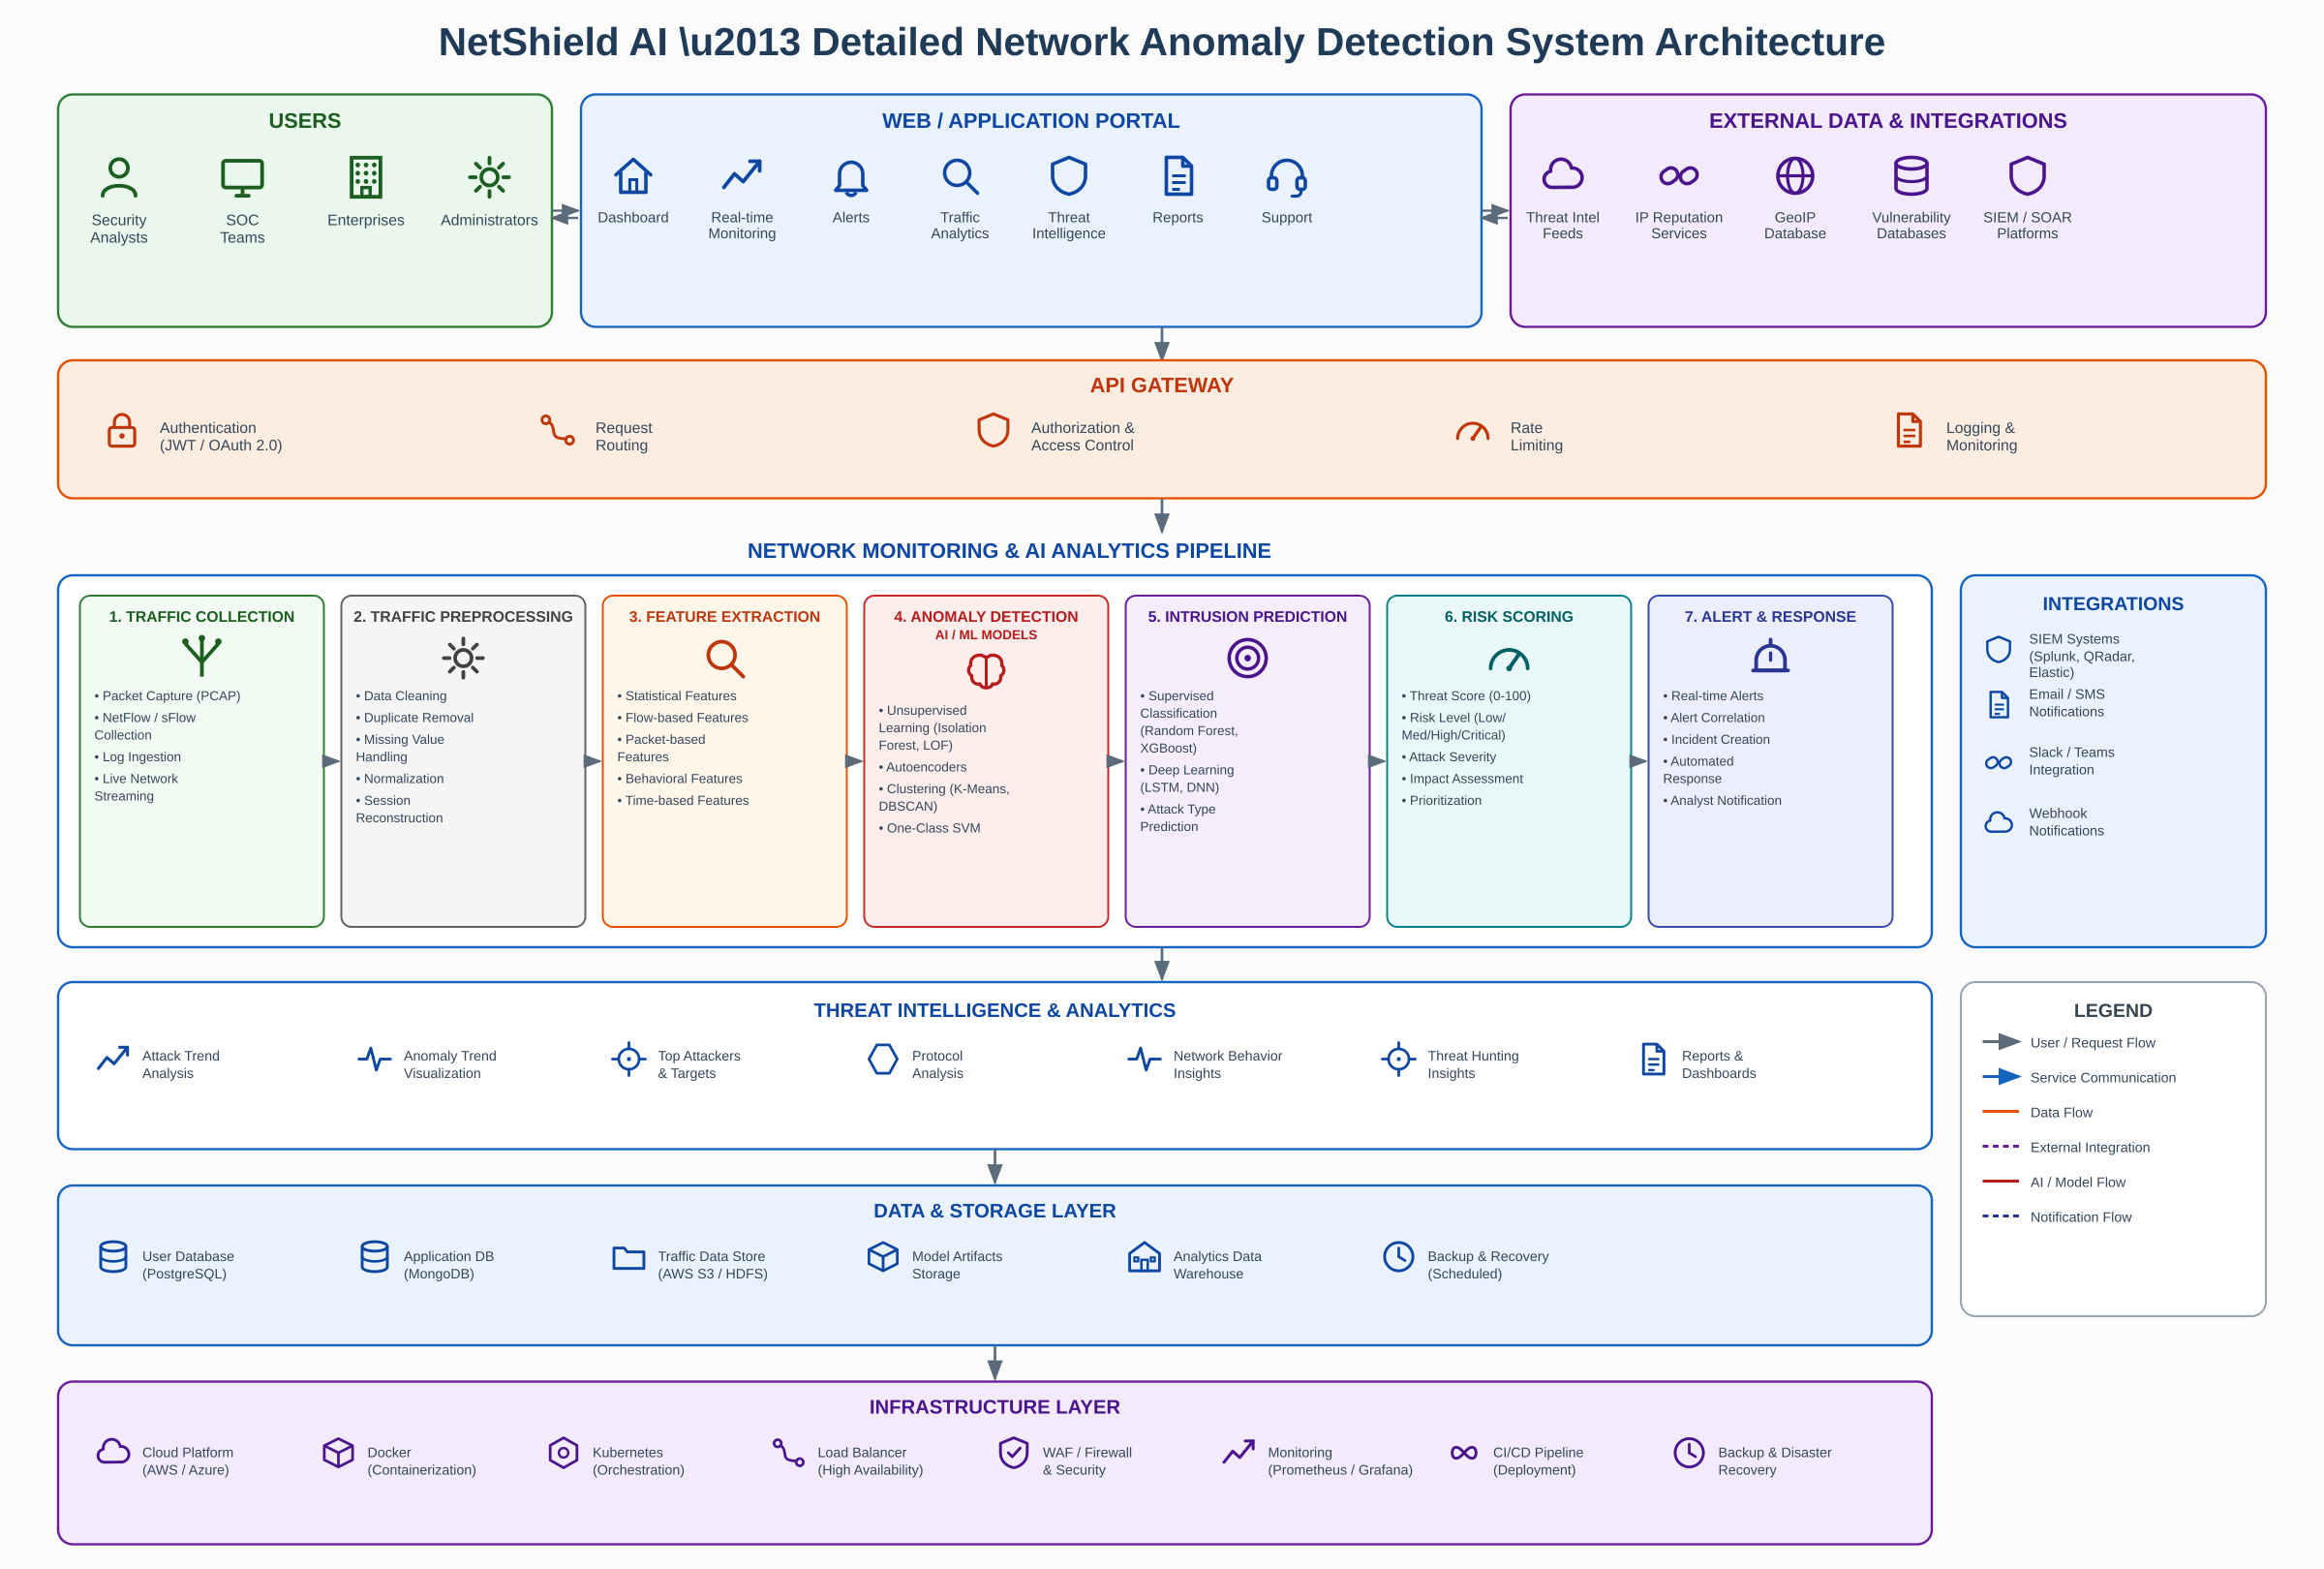 NetShield AI \u2013 Detailed Network Anomaly Detection System Architecture
USERS
Security
Analysts
SOC
Teams
Enterprises
Administrators
WEB / APPLICATION PORTAL
Dashboard
Real-time
Monitoring
Alerts
Traffic
Analytics
Threat
Intelligence
Reports
Support
EXTERNAL DATA & INTEGRATIONS
Threat Intel
Feeds
IP Reputation
Services
GeoIP
Database
Vulnerability
Databases
SIEM / SOAR
Platforms
API GATEWAY
Authentication
(JWT / OAuth 2.0)
Request
Routing
Authorization &
Access Control
Rate
Limiting
Logging &
Monitoring
NETWORK MONITORING & AI ANALYTICS PIPELINE
1. TRAFFIC COLLECTION
• Packet Capture (PCAP)
• NetFlow / sFlow
Collection
• Log Ingestion
• Live Network
Streaming
2. TRAFFIC PREPROCESSING
• Data Cleaning
• Duplicate Removal
• Missing Value
Handling
• Normalization
• Session
Reconstruction
3. FEATURE EXTRACTION
• Statistical Features
• Flow-based Features
• Packet-based
Features
• Behavioral Features
• Time-based Features
4. ANOMALY DETECTION
AI / ML MODELS
• Unsupervised
Learning (Isolation
Forest, LOF)
• Autoencoders
• Clustering (K-Means,
DBSCAN)
• One-Class SVM
5. INTRUSION PREDICTION
• Supervised
Classification
(Random Forest,
XGBoost)
• Deep Learning
(LSTM, DNN)
• Attack Type
Prediction
6. RISK SCORING
• Threat Score (0-100)
• Risk Level (Low/
Med/High/Critical)
• Attack Severity
• Impact Assessment
• Prioritization
7. ALERT & RESPONSE
• Real-time Alerts
• Alert Correlation
• Incident Creation
• Automated
Response
• Analyst Notification
INTEGRATIONS
SIEM Systems
(Splunk, QRadar,
Elastic)
Email / SMS
Notifications
Slack / Teams
Integration
Webhook
Notifications
THREAT INTELLIGENCE & ANALYTICS
Attack Trend
Analysis
Anomaly Trend
Visualization
Top Attackers
& Targets
Protocol
Analysis
Network Behavior
Insights
Threat Hunting
Insights
Reports &
Dashboards
LEGEND
User / Request Flow
Service Communication
Data Flow
External Integration
AI / Model Flow
Notification Flow
DATA & STORAGE LAYER
User Database
(PostgreSQL)
Application DB
(MongoDB)
Traffic Data Store
(AWS S3 / HDFS)
Model Artifacts
Storage
Analytics Data
Warehouse
Backup & Recovery
(Scheduled)
INFRASTRUCTURE LAYER
Cloud Platform
(AWS / Azure)
Docker
(Containerization)
Kubernetes
(Orchestration)
Load Balancer
(High Availability)
WAF / Firewall
& Security
Monitoring
(Prometheus / Grafana)
CI/CD Pipeline
(Deployment)
Backup & Disaster
Recovery